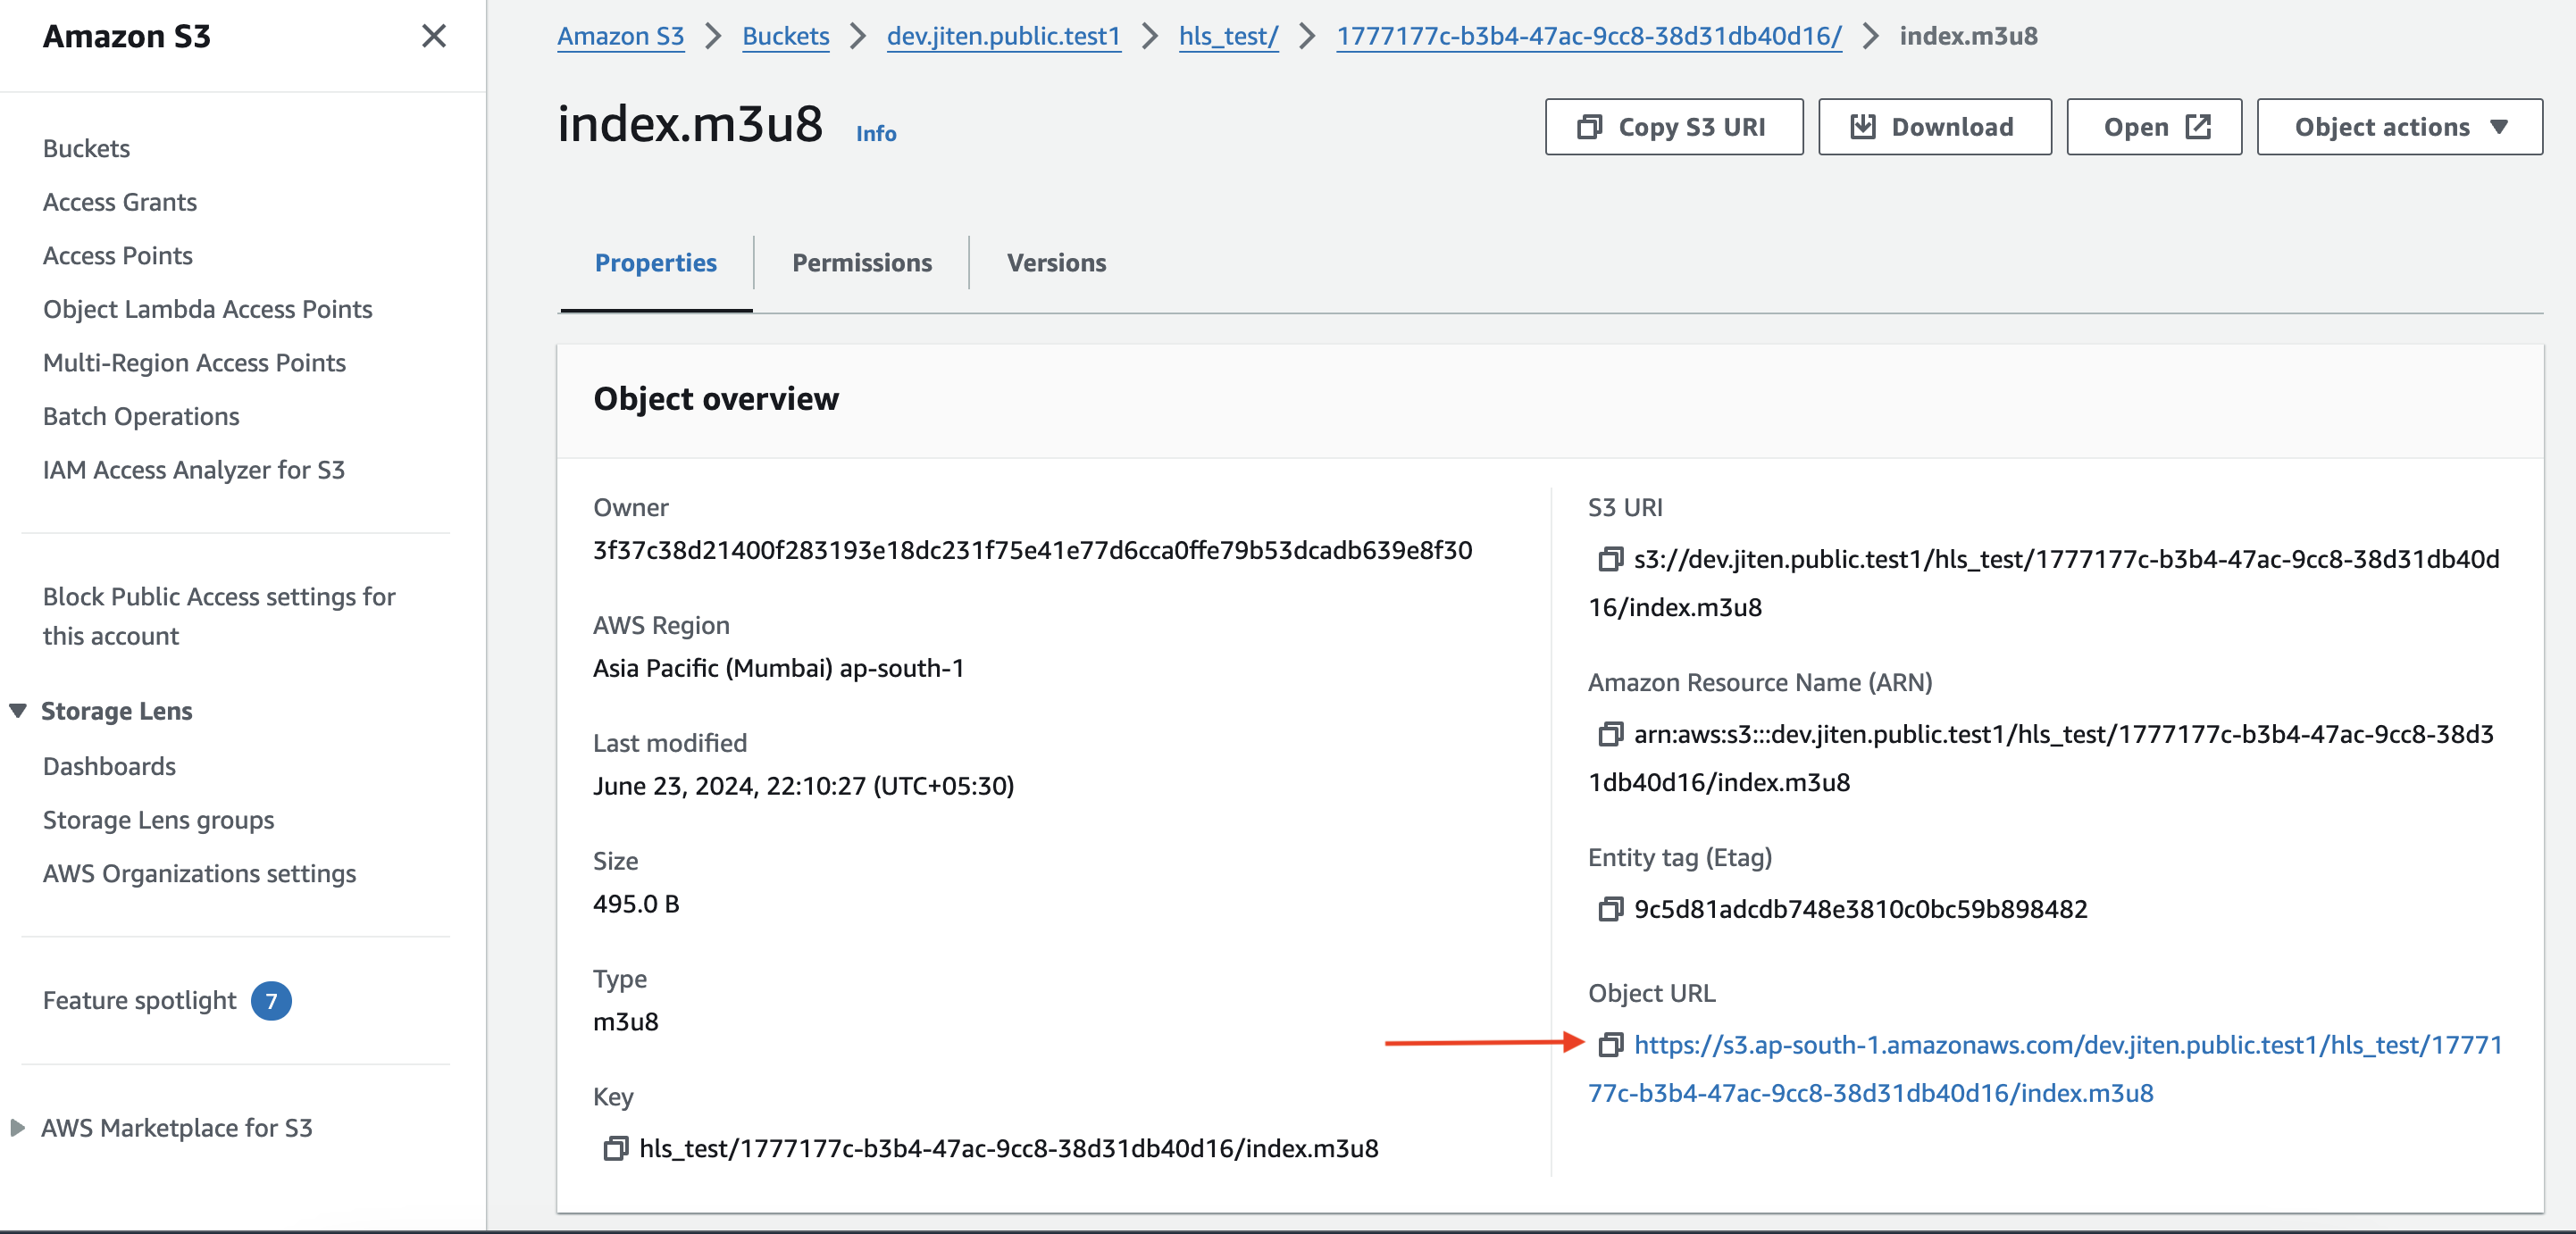 Amazon S3
Buckets
Access Grants
Access Points
Object Lambda Access Points
Multi-Region Access Points
Batch Operations
IAM Access Analyzer for S3
Block Public Access settings for
this account
Storage Lens
Dashboards
Storage Lens groups
AWS Organizations settings
Feature spotlight 7
AWS Marketplace for S3
Amazon S3 > Buckets > dev.jiten.public.test1 > hls_test/ > 1777177c-b3b4-47ac-9cc8-38d31db40d16/ > index.m3u8
index.m3u8 Info
Copy S3 URI Download Open Object actions
Properties Permissions Versions
Object overview
Owner
3f37c38d21400f283193e18dc231f75e41e77d6cca0ffe79b53dcadb639e8f30
AWS Region
Asia Pacific (Mumbai) ap-south-1
Last modified
June 23, 2024, 22:10:27 (UTC+05:30)
Size
495.0 B
Type
m3u8
Key
hls_test/1777177c-b3b4-47ac-9cc8-38d31db40d16/index.m3u8
S3 URI
s3://dev.jiten.public.test1/hls_test/1777177c-b3b4-47ac-9cc8-38d31db40d
16/index.m3u8
Amazon Resource Name (ARN)
arn:aws:s3:::dev.jiten.public.test1/hls_test/1777177c-b3b4-47ac-9cc8-38d3
1db40d16/index.m3u8
Entity tag (Etag)
9c5d81adcdb748e3810c0bc59b898482
Object URL
https://s3.ap-south-1.amazonaws.com/dev.jiten.public.test1/hls_test/17771
77c-b3b4-47ac-9cc8-38d31db40d16/index.m3u8